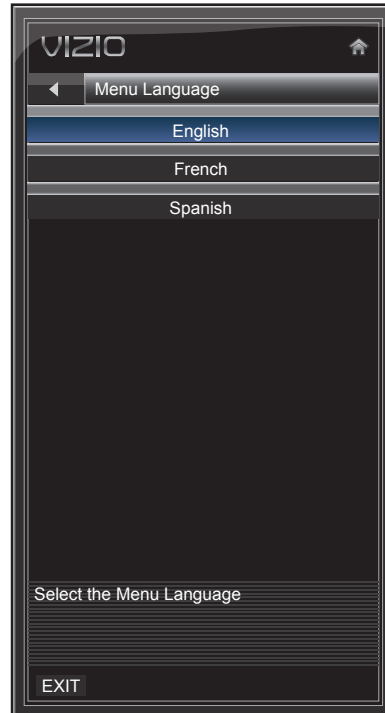 VIZIO
Menu Language
English
French
Spanish
Select the Menu Language
EXIT